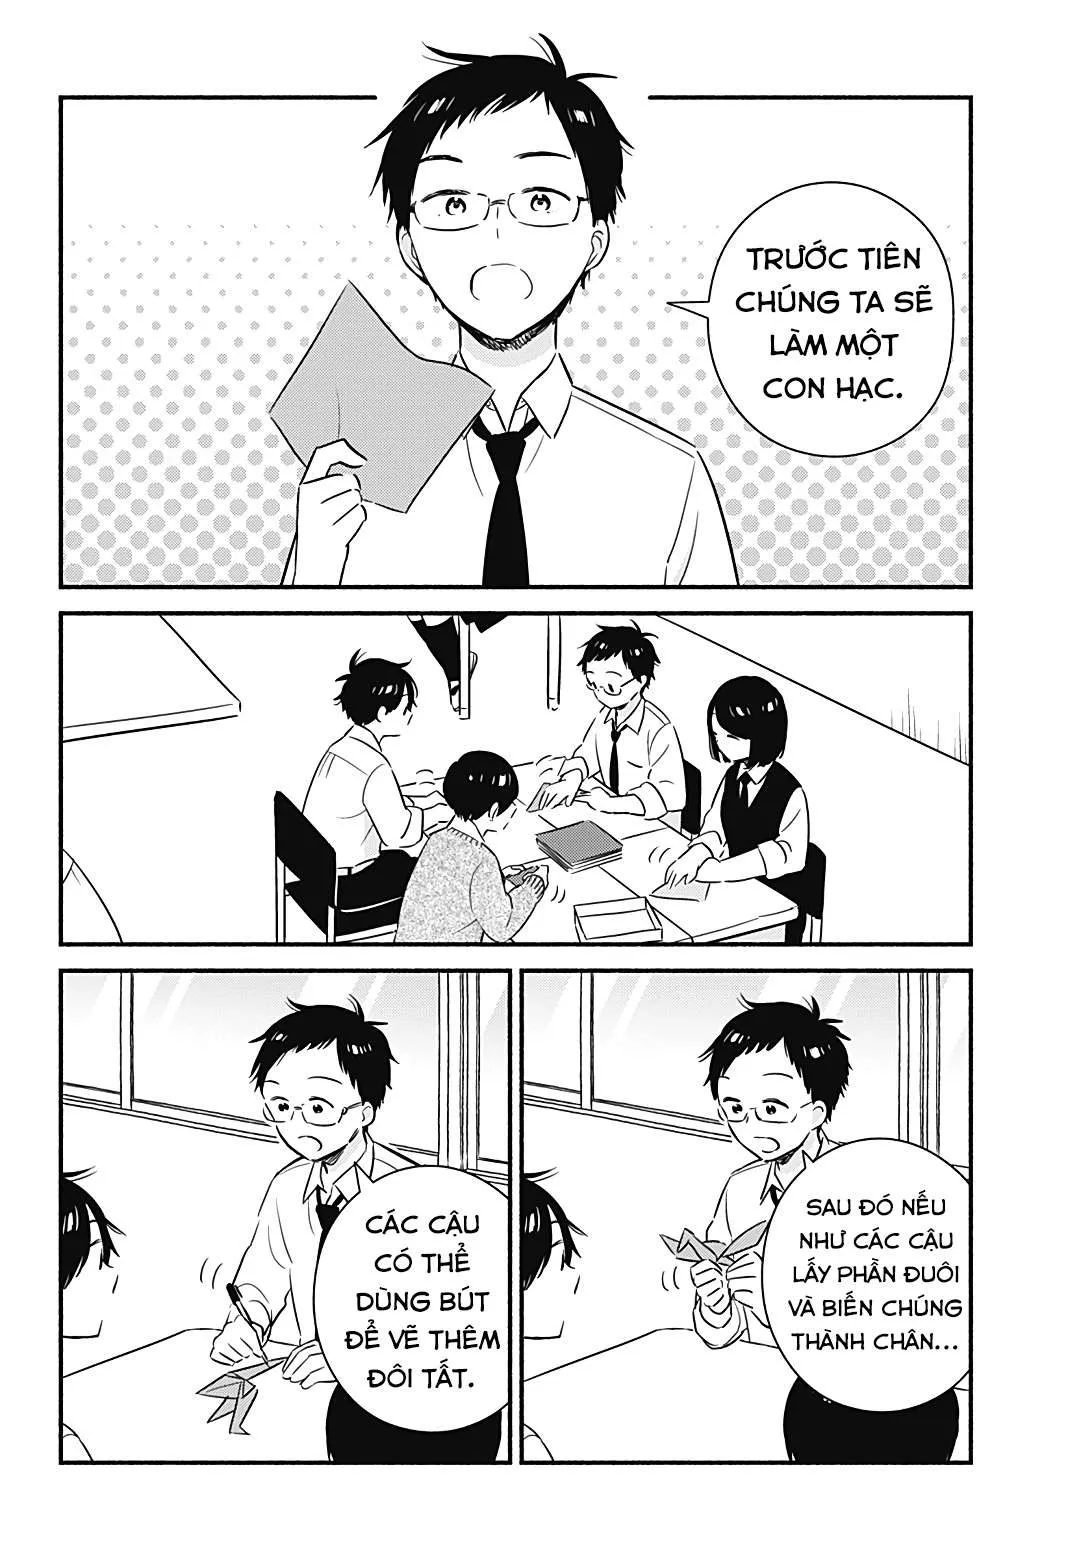 TRƯỚC TIÊN
CHÚNG TA SẼ
LÀM MỘT
CON HẠC.
SAU ĐÓ NẾU
NHƯ CÁC CẬU
LẤY PHẦN ĐUÔI
VÀ BIẾN CHÚNG
THÀNH CHÂN...
CÁC CẬU
CÓ THỂ
DÙNG BÚT
ĐỂ VẼ THÊM
ĐÔI TẤT.